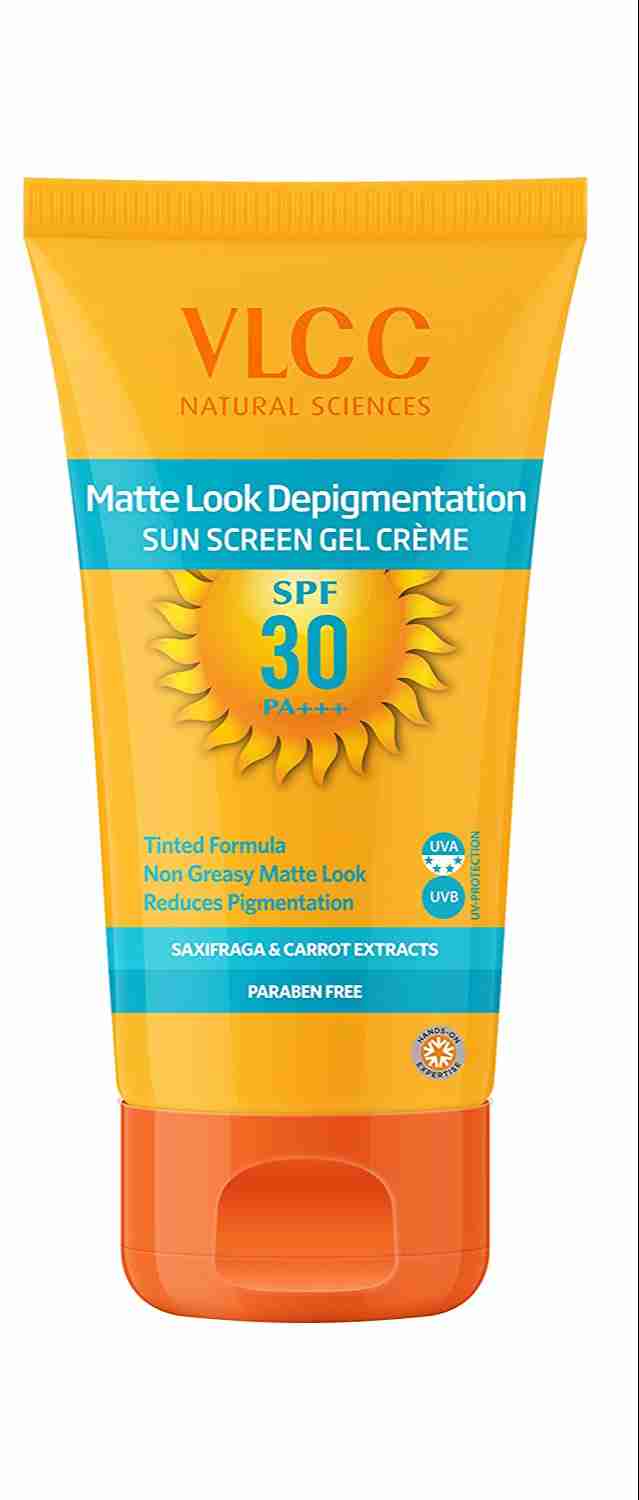 VLCC
NATURAL SCIENCES
Matte Look Depigmentation
SUN SCREEN GEL CRÈME
SPF
30
PA+++
Tinted Formula
Non Greasy Matte Look
Reduces Pigmentation
UVA
UVB
UV-PROTECTION
SAXIFRAGA & CARROT EXTRACTS
PARABEN FREE
HANDS-ON
EXPERTISE